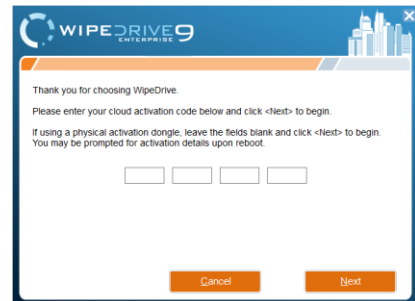 WIPEDRIVE9
ENTERPRISE
Thank you for choosing WipeDrive.
Please enter your cloud activation code below and click <Next> to begin.
If using a physical activation dongle, leave the fields blank and click <Next> to begin.
You may be prompted for activation details upon reboot.
Cancel
Next